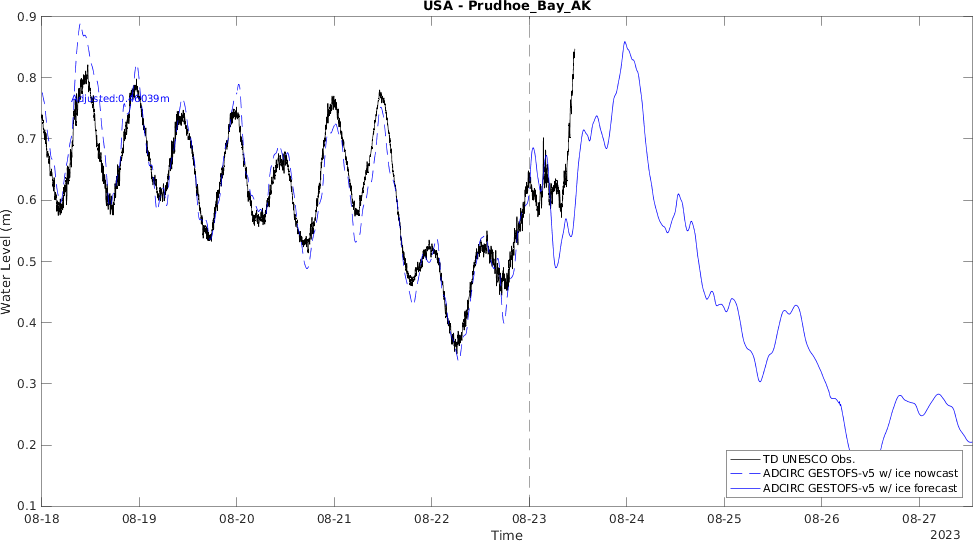 USA - Prudhoe_Bay_AK
0.9
0.8
0.7
0.6
0.5
0.4
0.3
0.2
0.1
Water Level (m)
TD UNESCO Obs.
ADCIRC GESTOFS-v5 w/ ice nowcast
ADCIRC GESTOFS-v5 w/ ice forecast
08-18 08-19 08-20 08-21 08-22 08-23 08-24 08-25 08-26 08-27
Time
2023